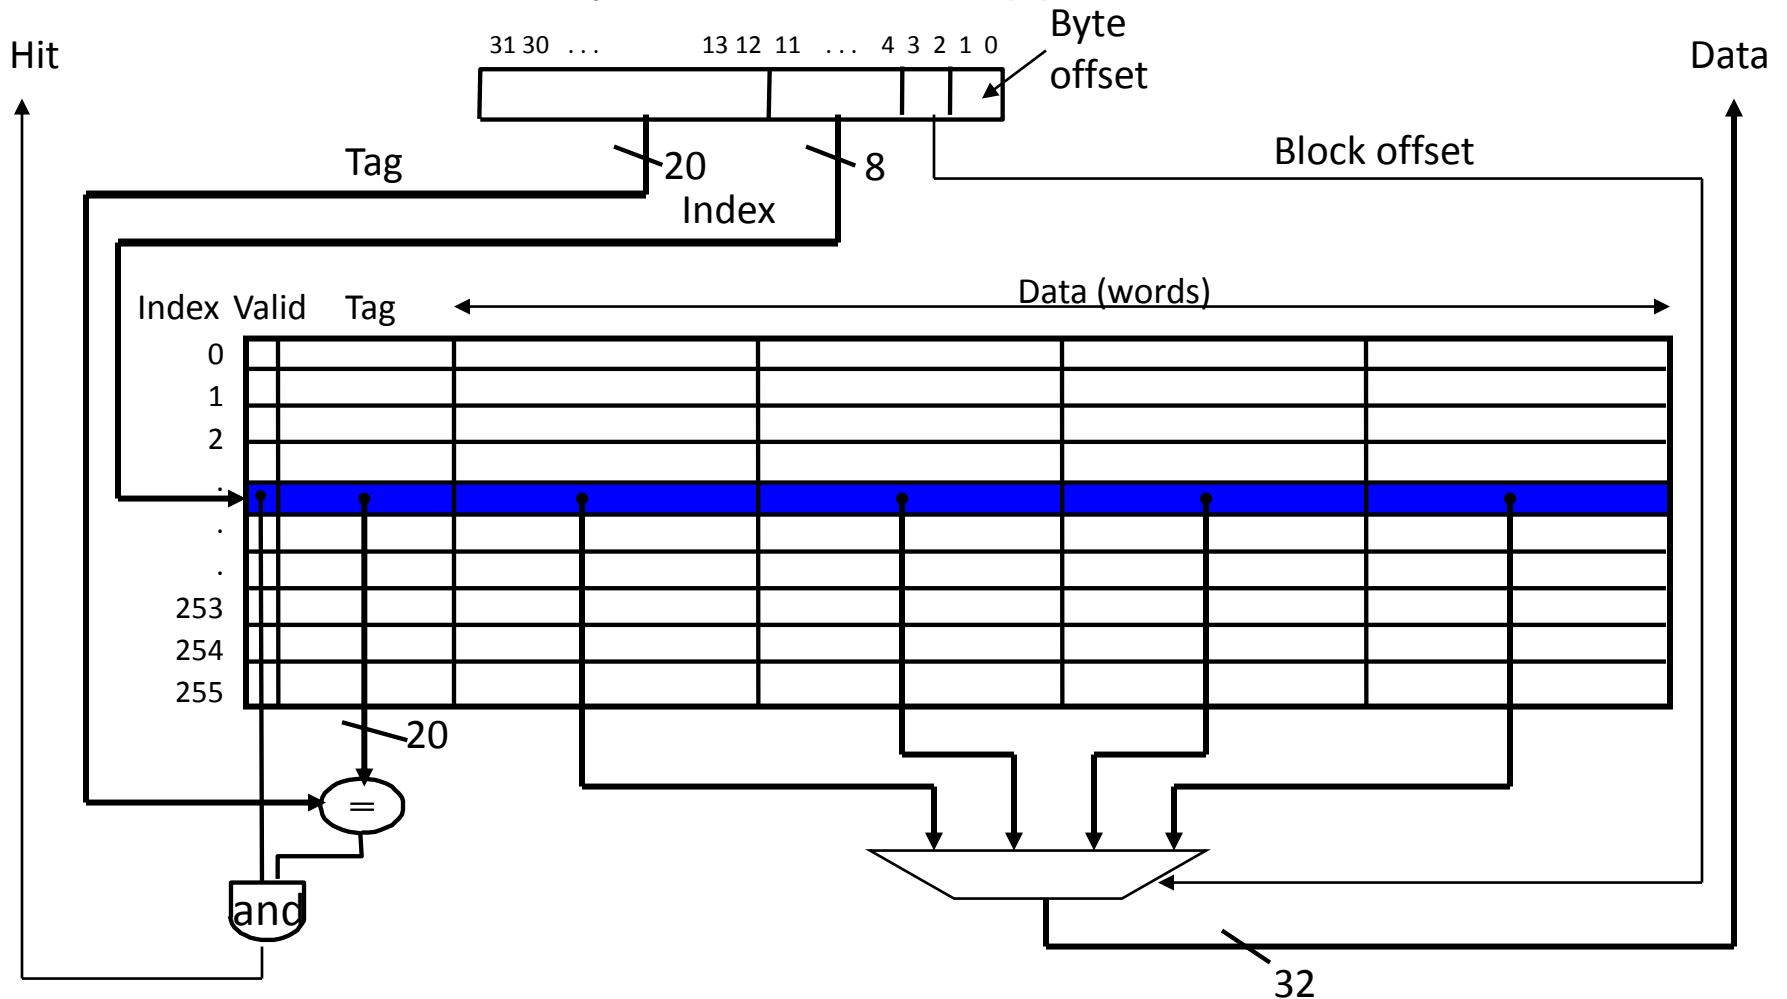 Hit
31 30 . . . 13 12 11 . . . 4 3 2 1 0
Byte
offset
Data
Tag
20
8
Block offset
Index
Index Valid Tag
Data (words)
0
1
2
.
.
.
253
254
255
20
=
and
32